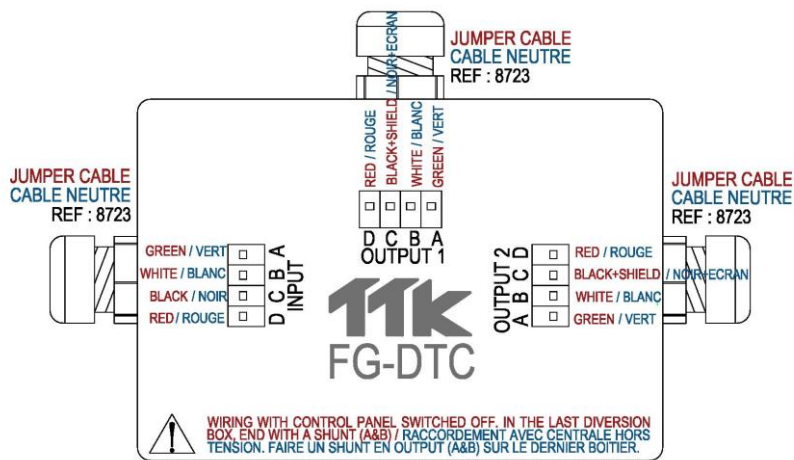 JUMPER CABLE
CABLE NEUTRE
REF : 8723
RED / ROUGE
BLACK+SHIELD / NOIR+ECRAN
WHITE / BLANC
GREEN / VERT
D C B A
OUTPUT 1
JUMPER CABLE
CABLE NEUTRE
REF : 8723
GREEN / VERT
WHITE / BLANC
BLACK / NOIR
RED / ROUGE
A
B
C
D
INPUT
JUMPER CABLE
CABLE NEUTRE
REF : 8723
OUTPUT 2
D
C
B
A
RED / ROUGE
BLACK+SHIELD / NOIR+ECRAN
WHITE / BLANC
GREEN / VERT
TTK
FG-DTC
WIRING WITH CONTROL PANEL SWITCHED OFF. IN THE LAST DIVERSION
BOX, END WITH A SHUNT (A&B) / RACCORDEMENT AVEC CENTRALE HORS
TENSION. FAIRE UN SHUNT EN OUTPUT (A&B) SUR LE DERNIER BOITIER.